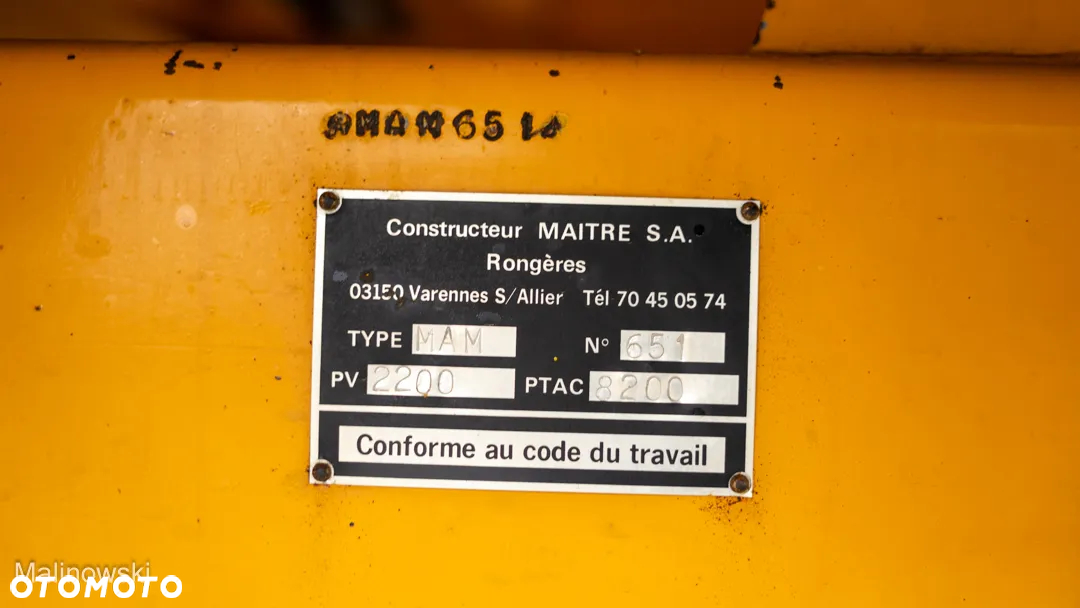 MAM651
Constructeur MAITRE S.A.
Rongères
03150 Varennes S/Allier Tél 70 45 05 74
TYPE MAM N° 651
PV 2200 PTAC 8200
Conforme au code du travail
Malinowski
OTOMOTO